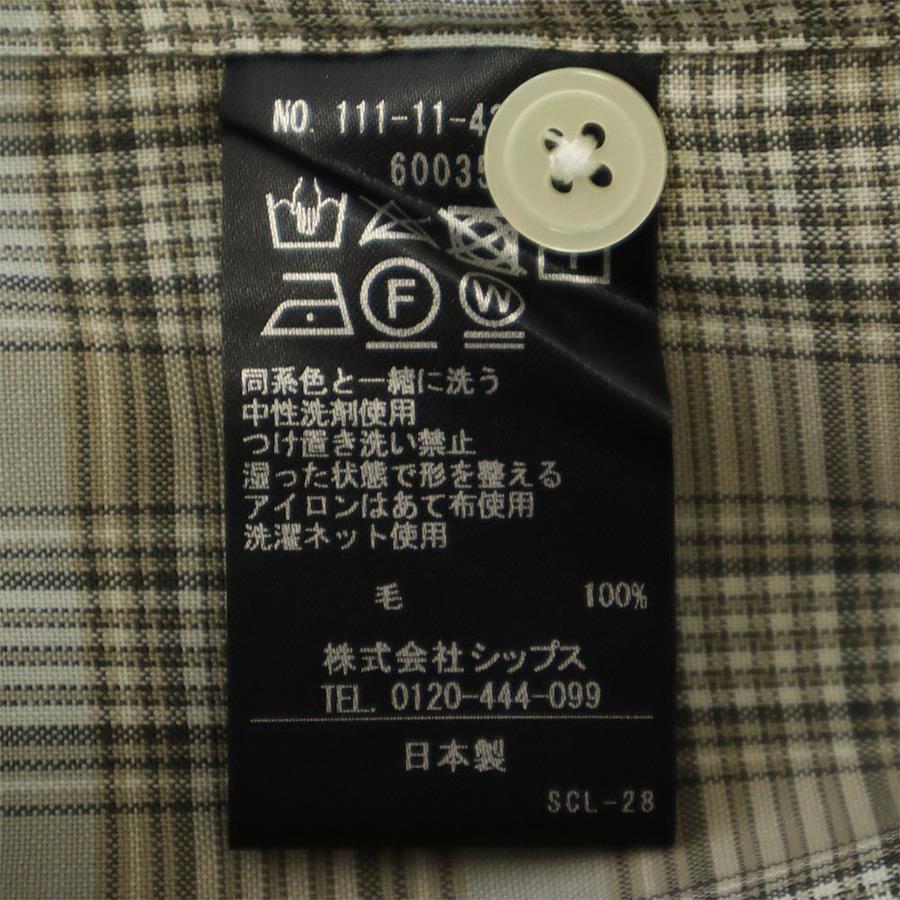 NO. 111-11-4
6003
F W
同系色と一緒に洗う
中性洗剤使用
つけ置き洗い禁止
湿った状態で形を整える
アイロンはあて布使用
洗濯ネット使用
毛 100%
株式会社シップス
TEL. 0120-444-099
日本製
SCL-28